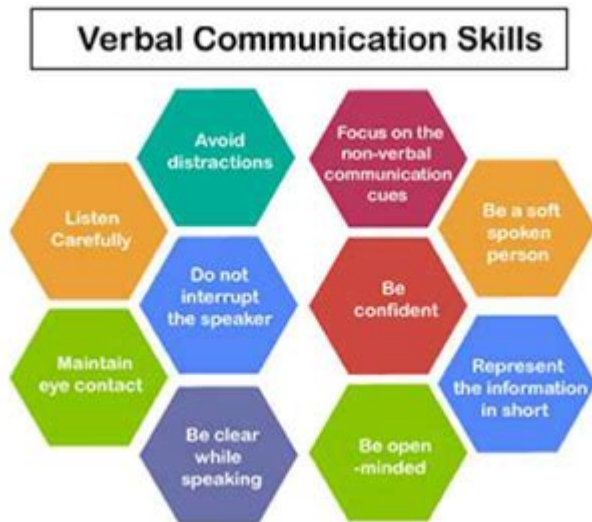 Verbal Communication Skills
Avoid
distractions
Focus on the
non-verbal
communication
cues
Listen
Carefully
Be a soft
spoken
person
Do not
interrupt
the speaker
Be
confident
Maintain
eye contact
Represent
the information
in short
Be clear
while
speaking
Be open
-minded